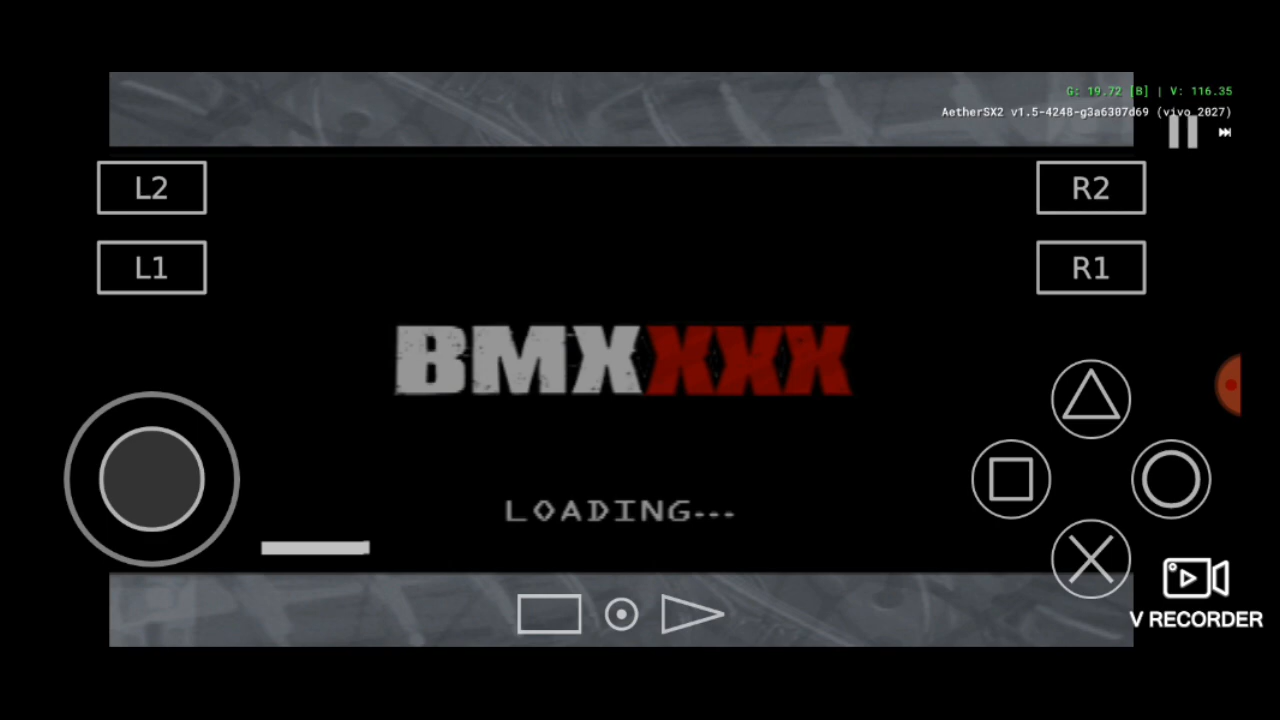 G: 19.72 [B] | V: 116.35
AetherSX2 v1.5-4248-g3a6307d69 (vivo 2027)
L2
R2
L1
R1
BMXXXX
LOADING---
V RECORDER